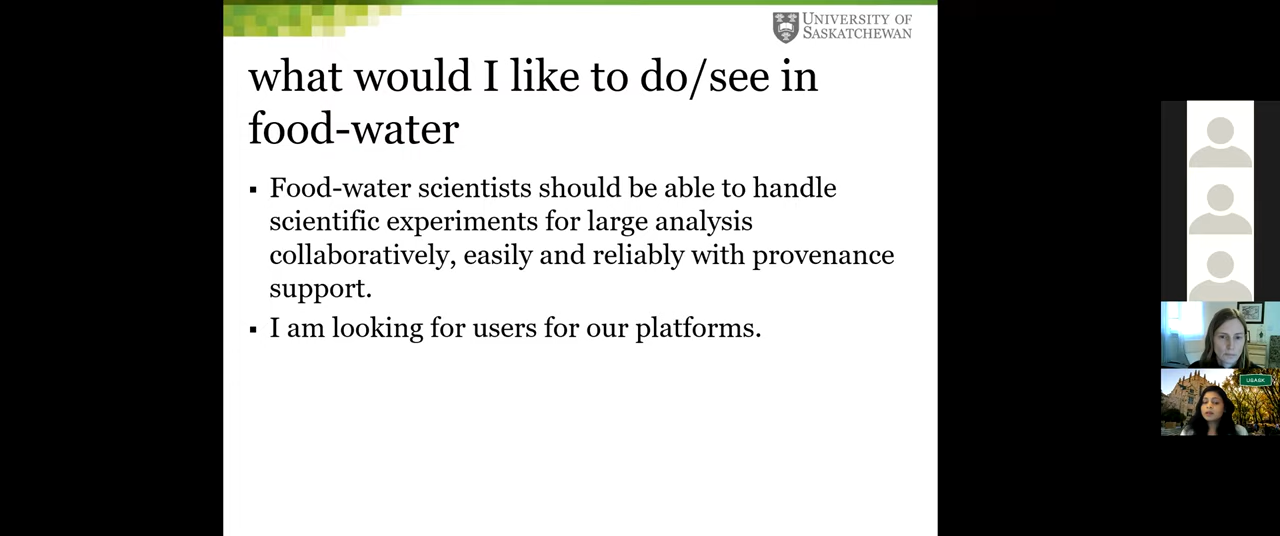 UNIVERSITY OF
SASKATCHEWAN
what would I like to do/see in
food-water
▪ Food-water scientists should be able to handle
scientific experiments for large analysis
collaboratively, easily and reliably with provenance
support.
▪ I am looking for users for our platforms.
USASK